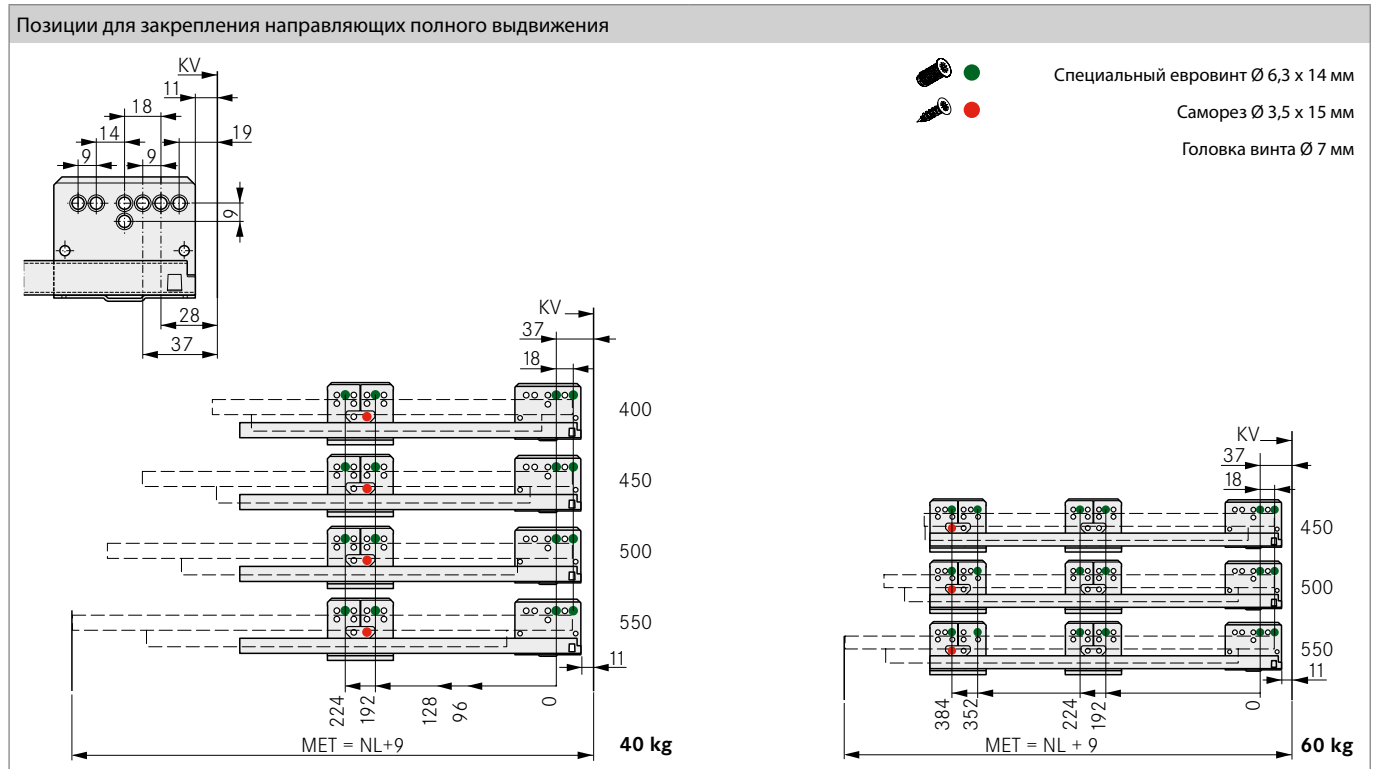 Позиции для закрепления направляющих полного выдвижения
Специальный евровинт Ø 6,3 x 14 мм
Саморез Ø 3,5 x 15 мм
Головка винта Ø 7 мм
KV
11
18
14
19
9
9
9
28
37
KV
37
18
400
450
500
550
11
224
192
128
96
0
MET = NL+9
40 kg
KV
37
18
450
500
550
11
384
352
224
192
0
MET = NL + 9
60 kg